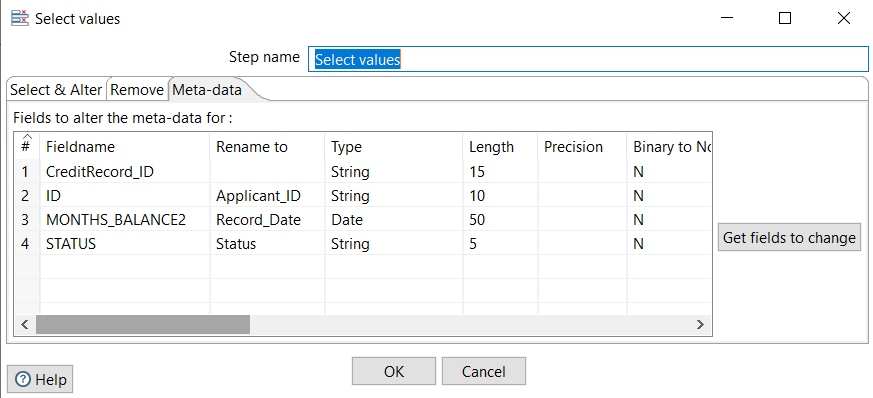 Select values
Step name Select values
Select & Alter Remove Meta-data
Fields to alter the meta-data for :
# Fieldname Rename to Type Length Precision Binary to No
1 CreditRecord_ID String 15 N
2 ID Applicant_ID String 10 N
3 MONTHS_BALANCE2 Record_Date Date 50 N
4 STATUS Status String 5 N
Get fields to change
Help OK Cancel